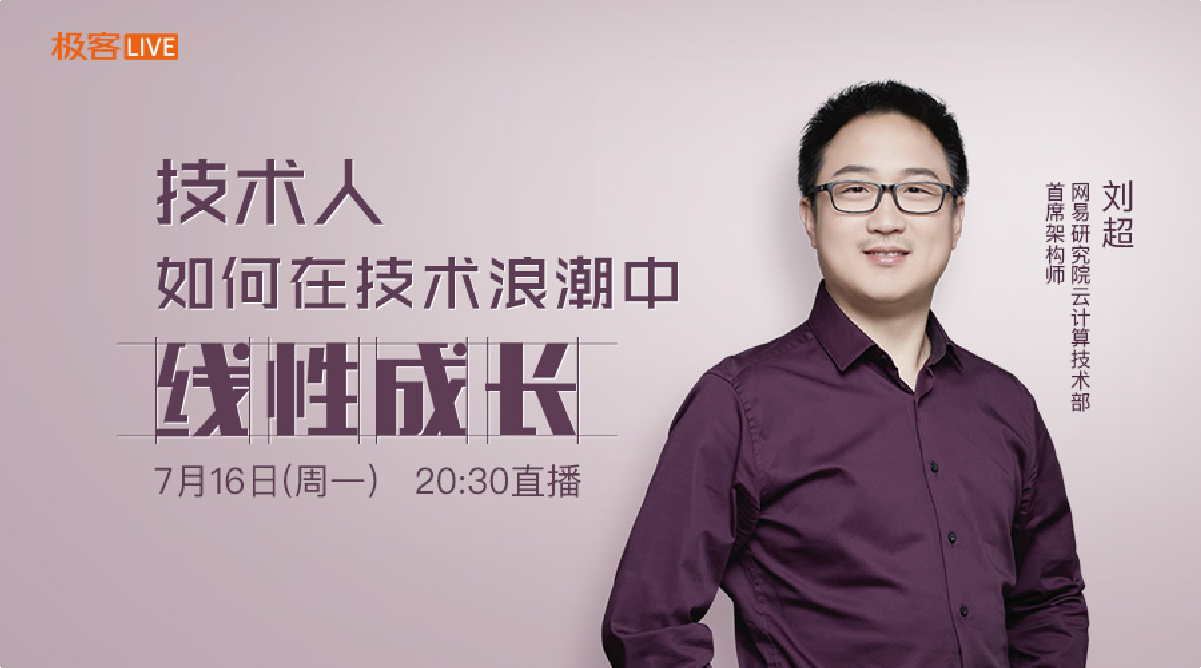 极客LIVE
技术人
如何在技术浪潮中
线性成长
7月16日(周一) 20:30直播
刘超
网易研究院云计算技术部
首席架构师